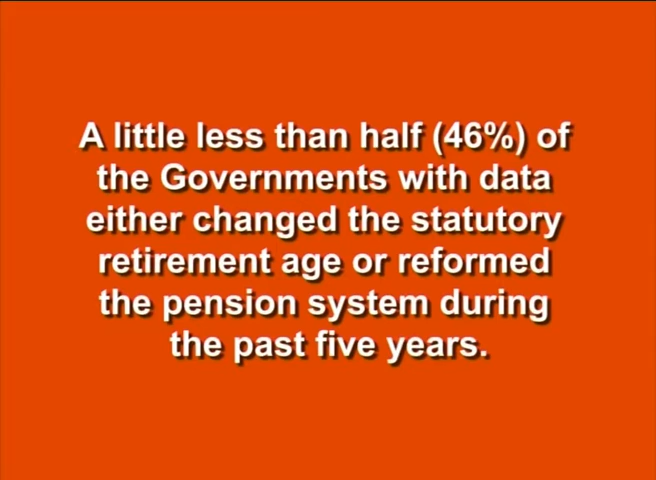 A little less than half (46%) of
the Governments with data
either changed the statutory
retirement age or reformed
the pension system during
the past five years.